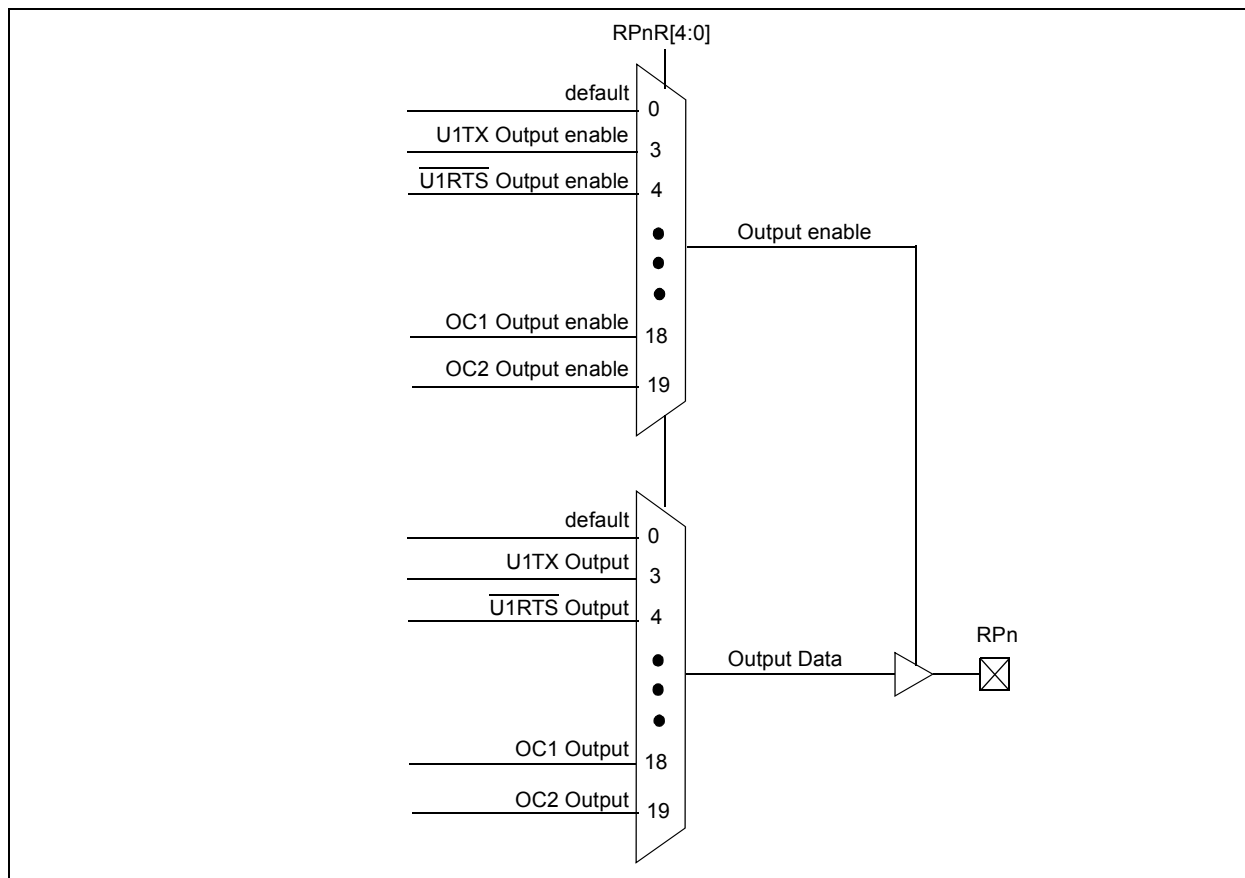 RPnR[4:0]
default
0
U1TX Output enable
3
U1RTS Output enable
4
Output enable
OC1 Output enable
18
OC2 Output enable
19
default
0
U1TX Output
3
U1RTS Output
4
RPn
Output Data
OC1 Output
18
OC2 Output
19